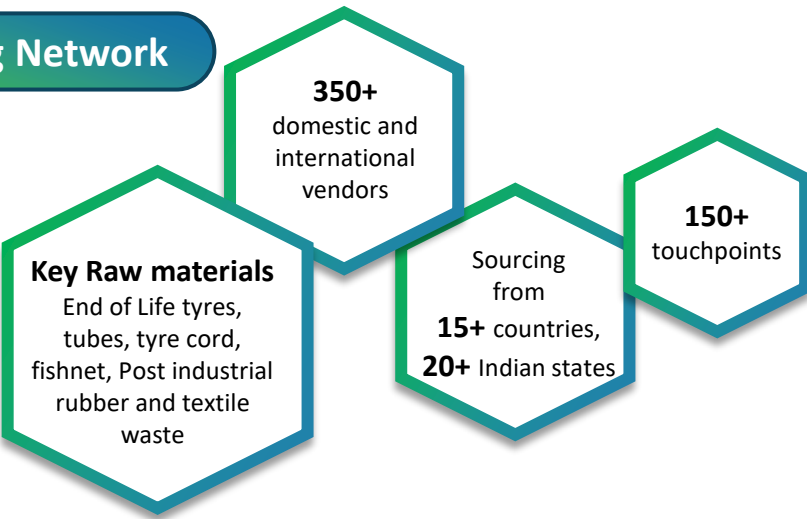 Network
350+
domestic and
international
vendors
Key Raw materials
End of Life tyres,
tubes, tyre cord,
fishnet, Post industrial
rubber and textile
waste
Sourcing
from
15+ countries,
20+ Indian states
150+
touchpoints